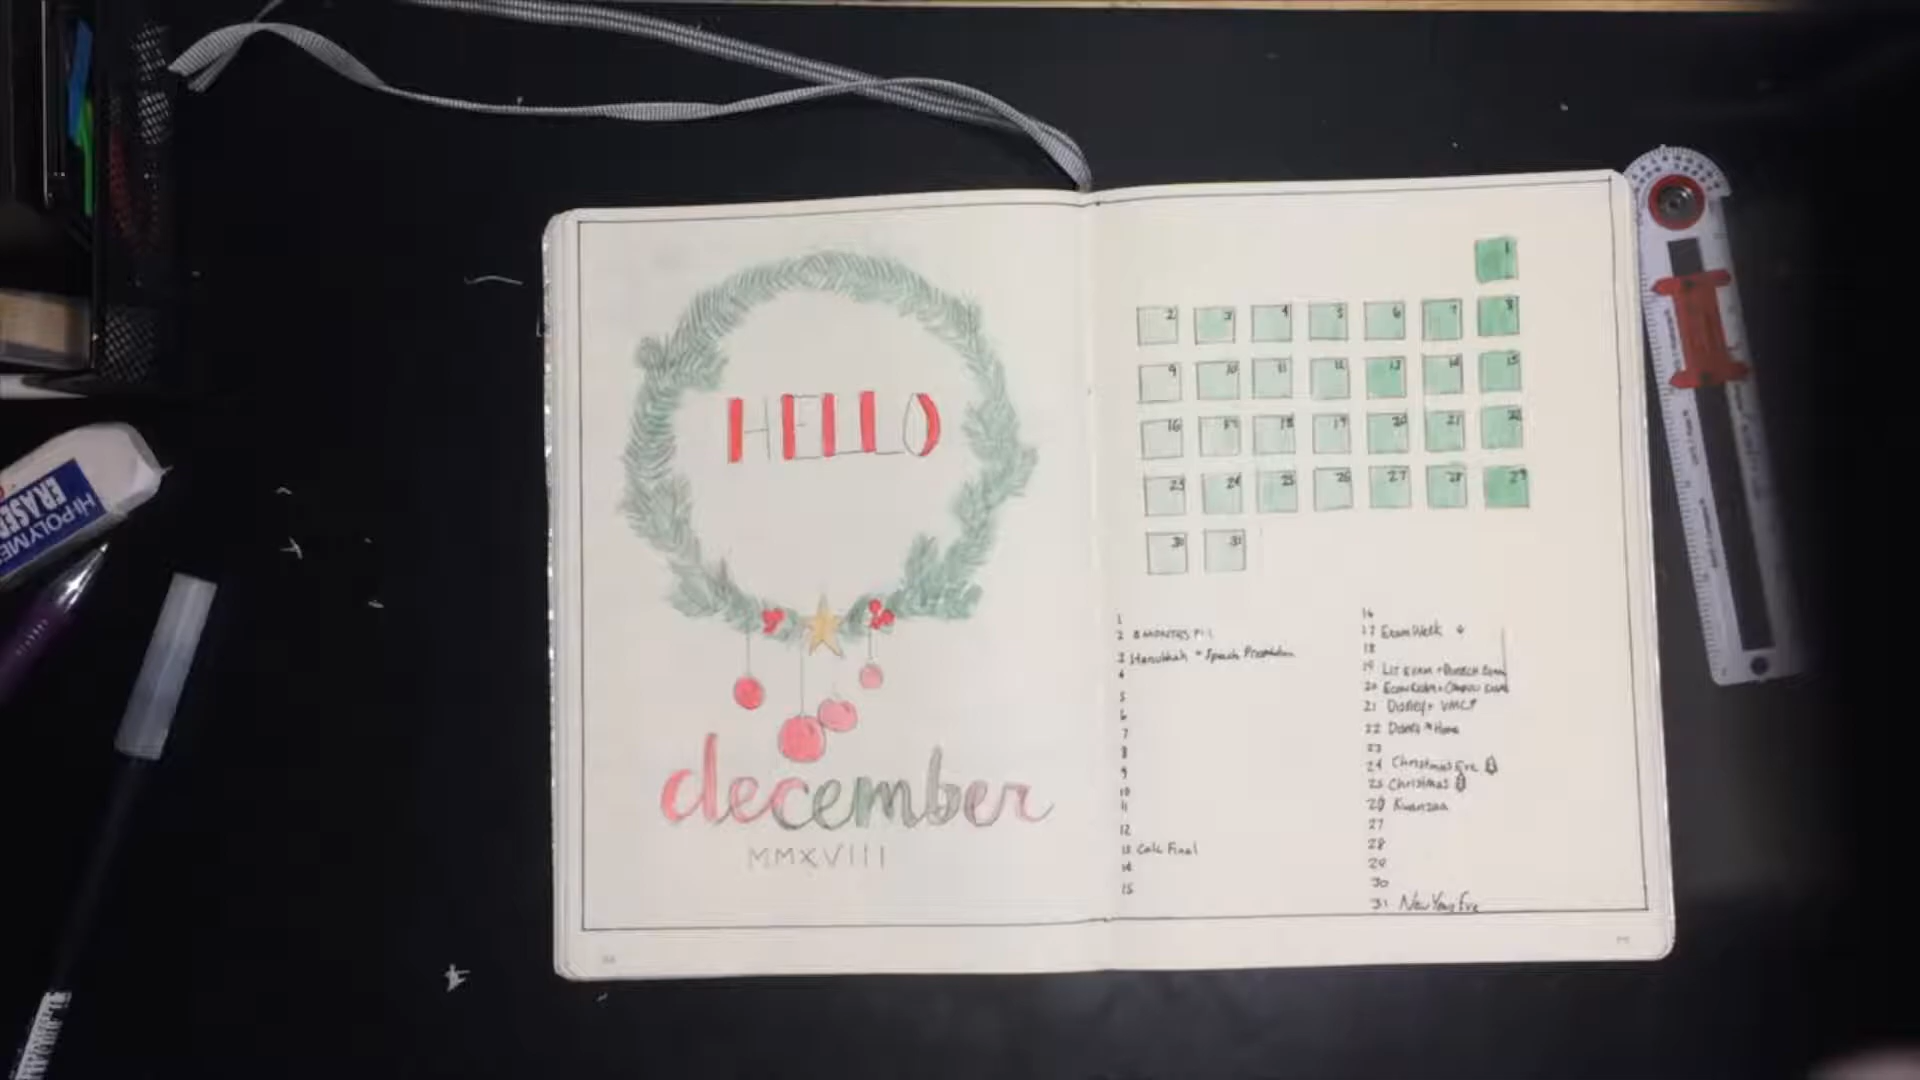 HELLO
december
MMXVIII
1
2 3 4 5 6 7 8
9 10 11 12 13 14 15
16 17 18 19 20 21 22
23 24 25 26 27 28 29
30 31
1
2 8 MONTHS
3 Hanukkah + Speech
4
5
6
7
8
9
10
11
12
13 Calc Final
14
15
16
17 Exam Week ↓
18
19 LIT EXAM +
20 Econ Exam +
21
22 Home
23
24 Christmas Eve
25 Christmas
26 Kwanzaa
27
28
29
30
31 New Years Eve
HI-POLYMER
ERASER